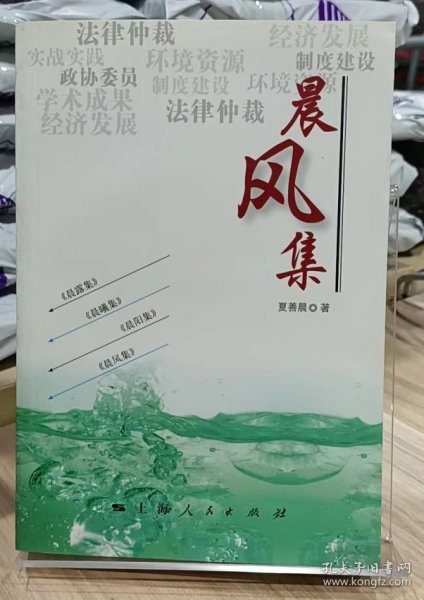 法律仲裁 经济发展
实战实践 环境资源 制度建设
政协委员 制度建设 环境资源
学术成果 法律仲裁
经济发展
晨风集
夏善晨 著
《晨露集》
《晨曦集》
《晨阳集》
《晨风集》
上海人民出版社
孔夫子旧书网
www.kongfz.com